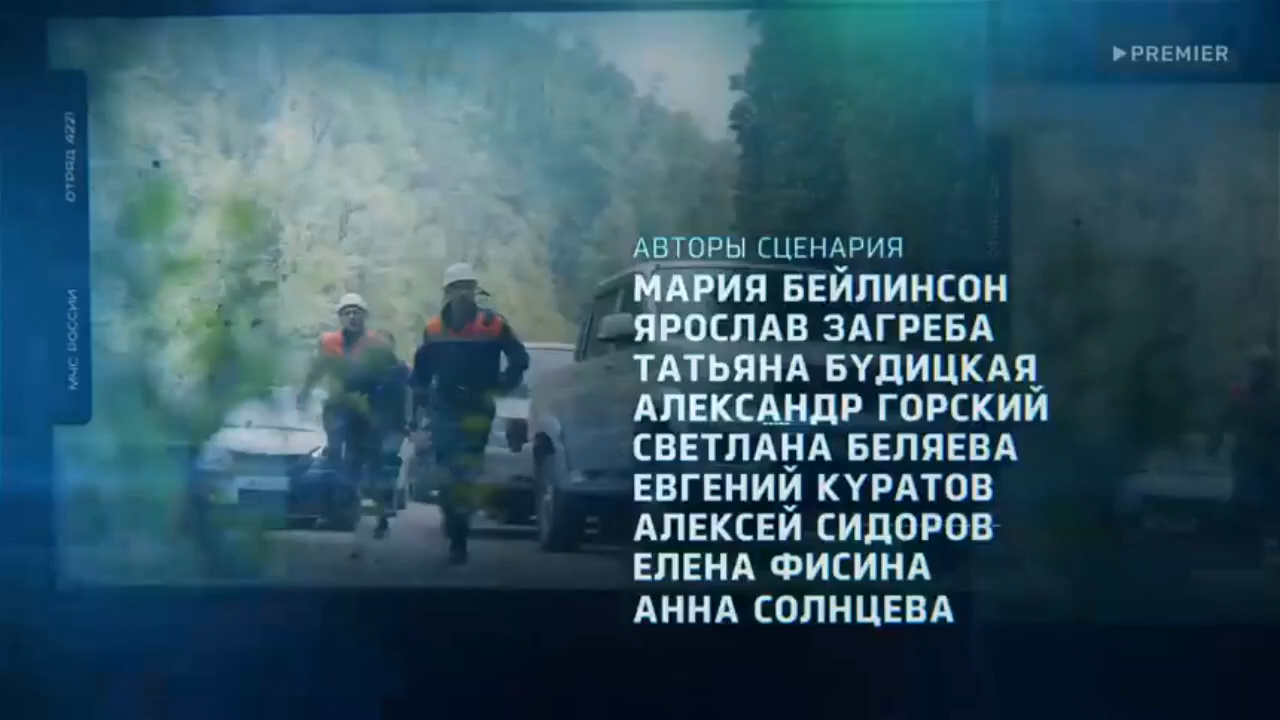 PREMIER
ОТРЯД 4221
МЧС РОССИИ
АВТОРЫ СЦЕНАРИЯ
МАРИЯ БЕЙЛИНСОН
ЯРОСЛАВ ЗАГРЕБА
ТАТЬЯНА БУДИЦКАЯ
АЛЕКСАНДР ГОРСКИЙ
СВЕТЛАНА БЕЛЯЕВА
ЕВГЕНИЙ КУРАТОВ
АЛЕКСЕЙ СИДОРОВ
ЕЛЕНА ФИСИНА
АННА СОЛНЦЕВА